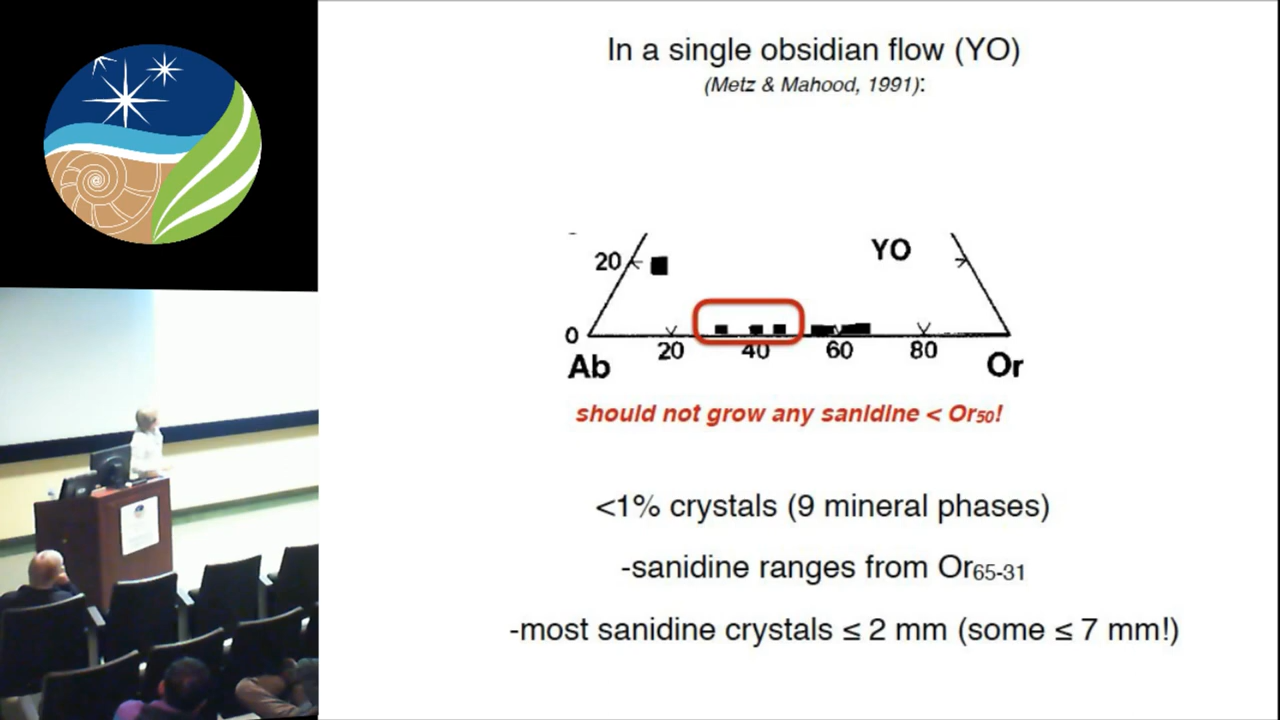 In a single obsidian flow (YO)
(Metz & Mahood, 1991):
20
YO
0
20
40
60
80
Ab
Or
should not grow any sanidine < Or50!
<1% crystals (9 mineral phases)
-sanidine ranges from Or65-31
-most sanidine crystals ≤ 2 mm (some ≤ 7 mm!)